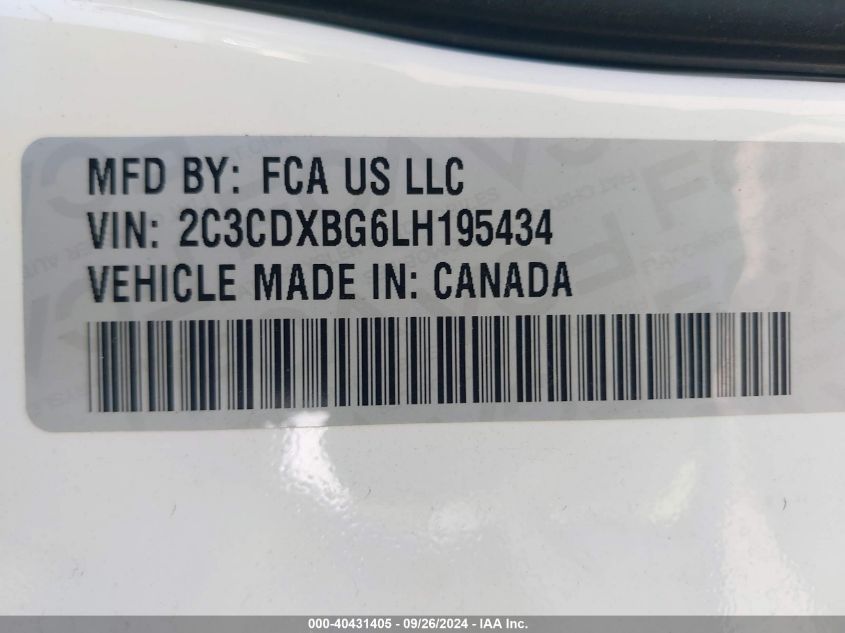 MFD BY: FCA US LLC
VIN: 2C3CDXBG6LH195434
VEHICLE MADE IN: CANADA
000-40431405 - 09/26/2024 - IAA Inc.